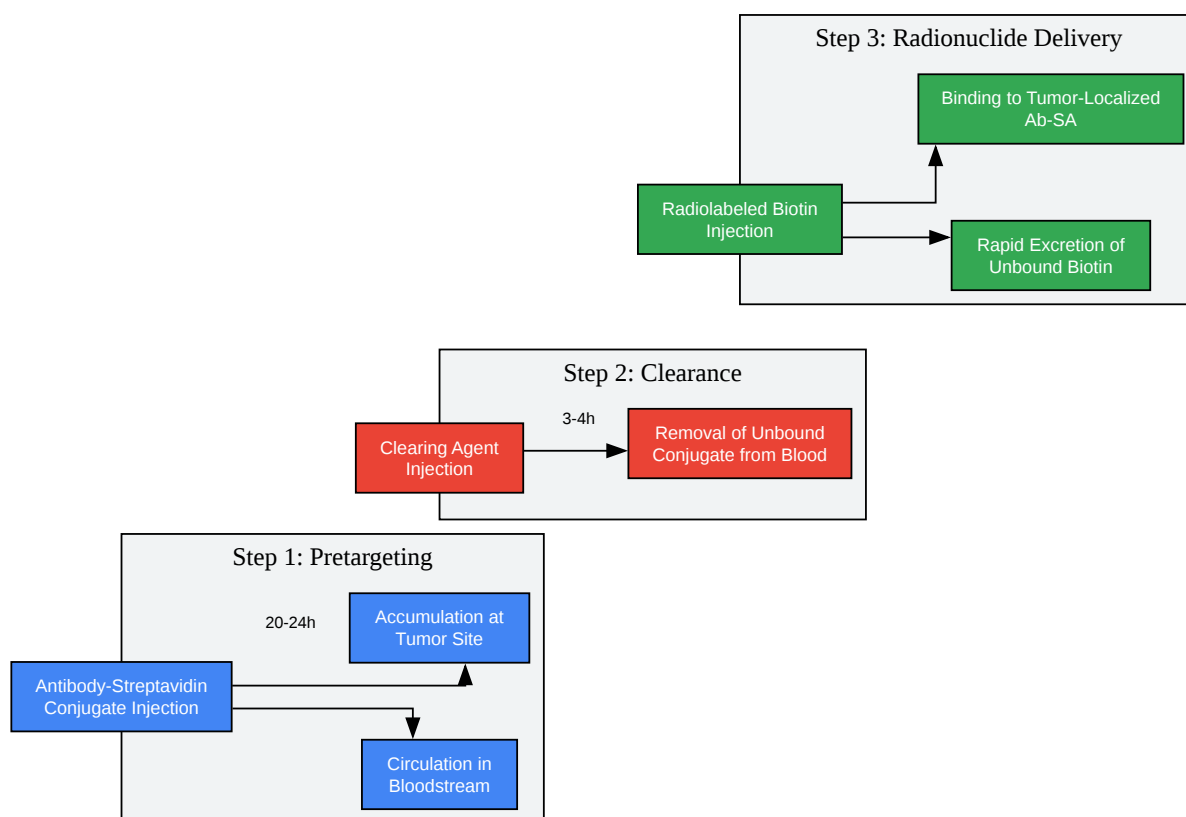 Step 3: Radionuclide Delivery
Binding to Tumor-Localized
Ab-SA
Radiolabeled Biotin
Injection
Rapid Excretion of
Unbound Biotin
Step 2: Clearance
3-4h
Removal of Unbound
Conjugate from Blood
Clearing Agent
Injection
Step 1: Pretargeting
20-24h
Accumulation at
Tumor Site
Antibody-Streptavidin
Conjugate Injection
Circulation in
Bloodstream